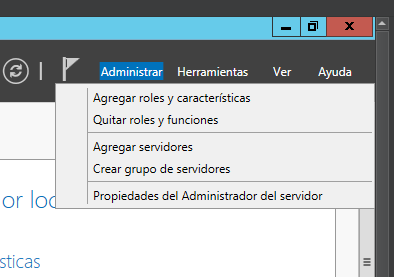 Administrar Herramientas Ver Ayuda
Agregar roles y características
Quitar roles y funciones
Agregar servidores
Crear grupo de servidores
Propiedades del Administrador del servidor
or loc
sticas